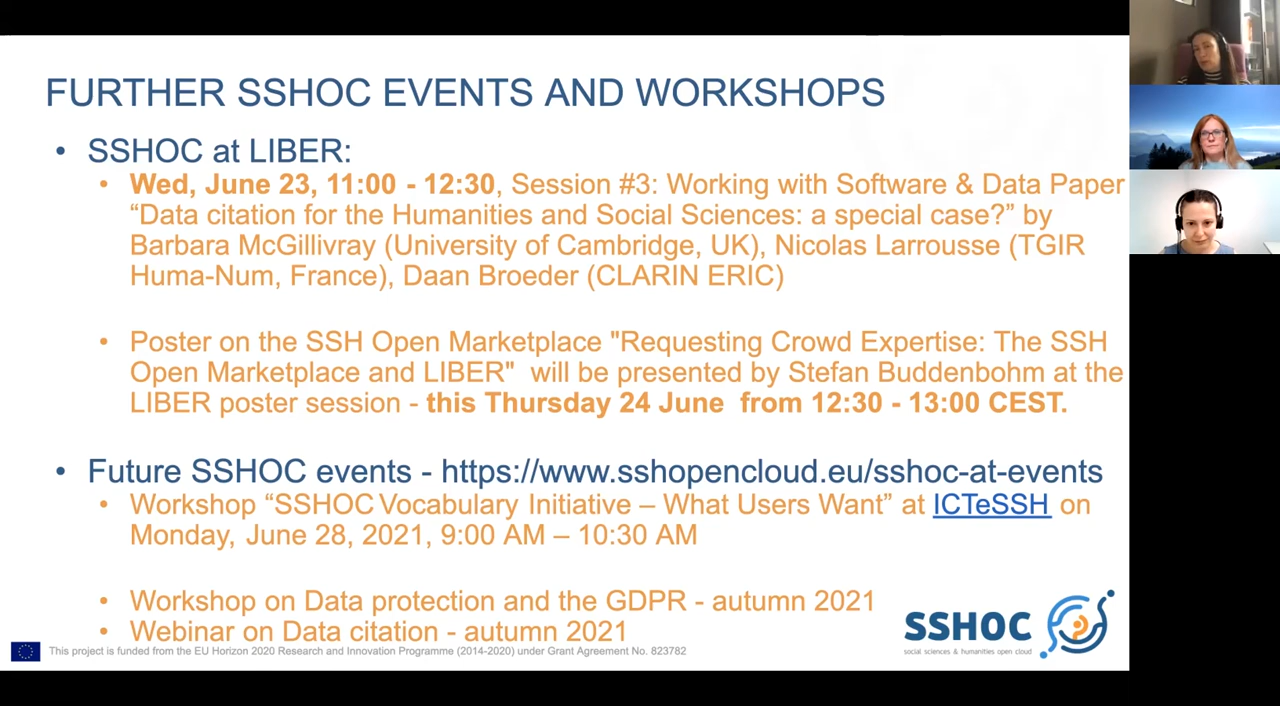 FURTHER SSHOC EVENTS AND WORKSHOPS
• SSHOC at LIBER:
• Wed, June 23, 11:00 - 12:30, Session #3: Working with Software & Data Paper
“Data citation for the Humanities and Social Sciences: a special case?” by
Barbara McGillivray (University of Cambridge, UK), Nicolas Larrousse (TGIR
Huma-Num, France), Daan Broeder (CLARIN ERIC)
• Poster on the SSH Open Marketplace "Requesting Crowd Expertise: The SSH
Open Marketplace and LIBER" will be presented by Stefan Buddenbohm at the
LIBER poster session - this Thursday 24 June from 12:30 - 13:00 CEST.
• Future SSHOC events - https://www.sshopencloud.eu/sshoc-at-events
• Workshop “SSHOC Vocabulary Initiative – What Users Want” at ICTeSSH on
Monday, June 28, 2021, 9:00 AM – 10:30 AM
• Workshop on Data protection and the GDPR - autumn 2021
• Webinar on Data citation - autumn 2021
SSHOC
social sciences & humanities open cloud
This project is funded from the EU Horizon 2020 Research and Innovation Programme (2014-2020) under Grant Agreement No. 823782